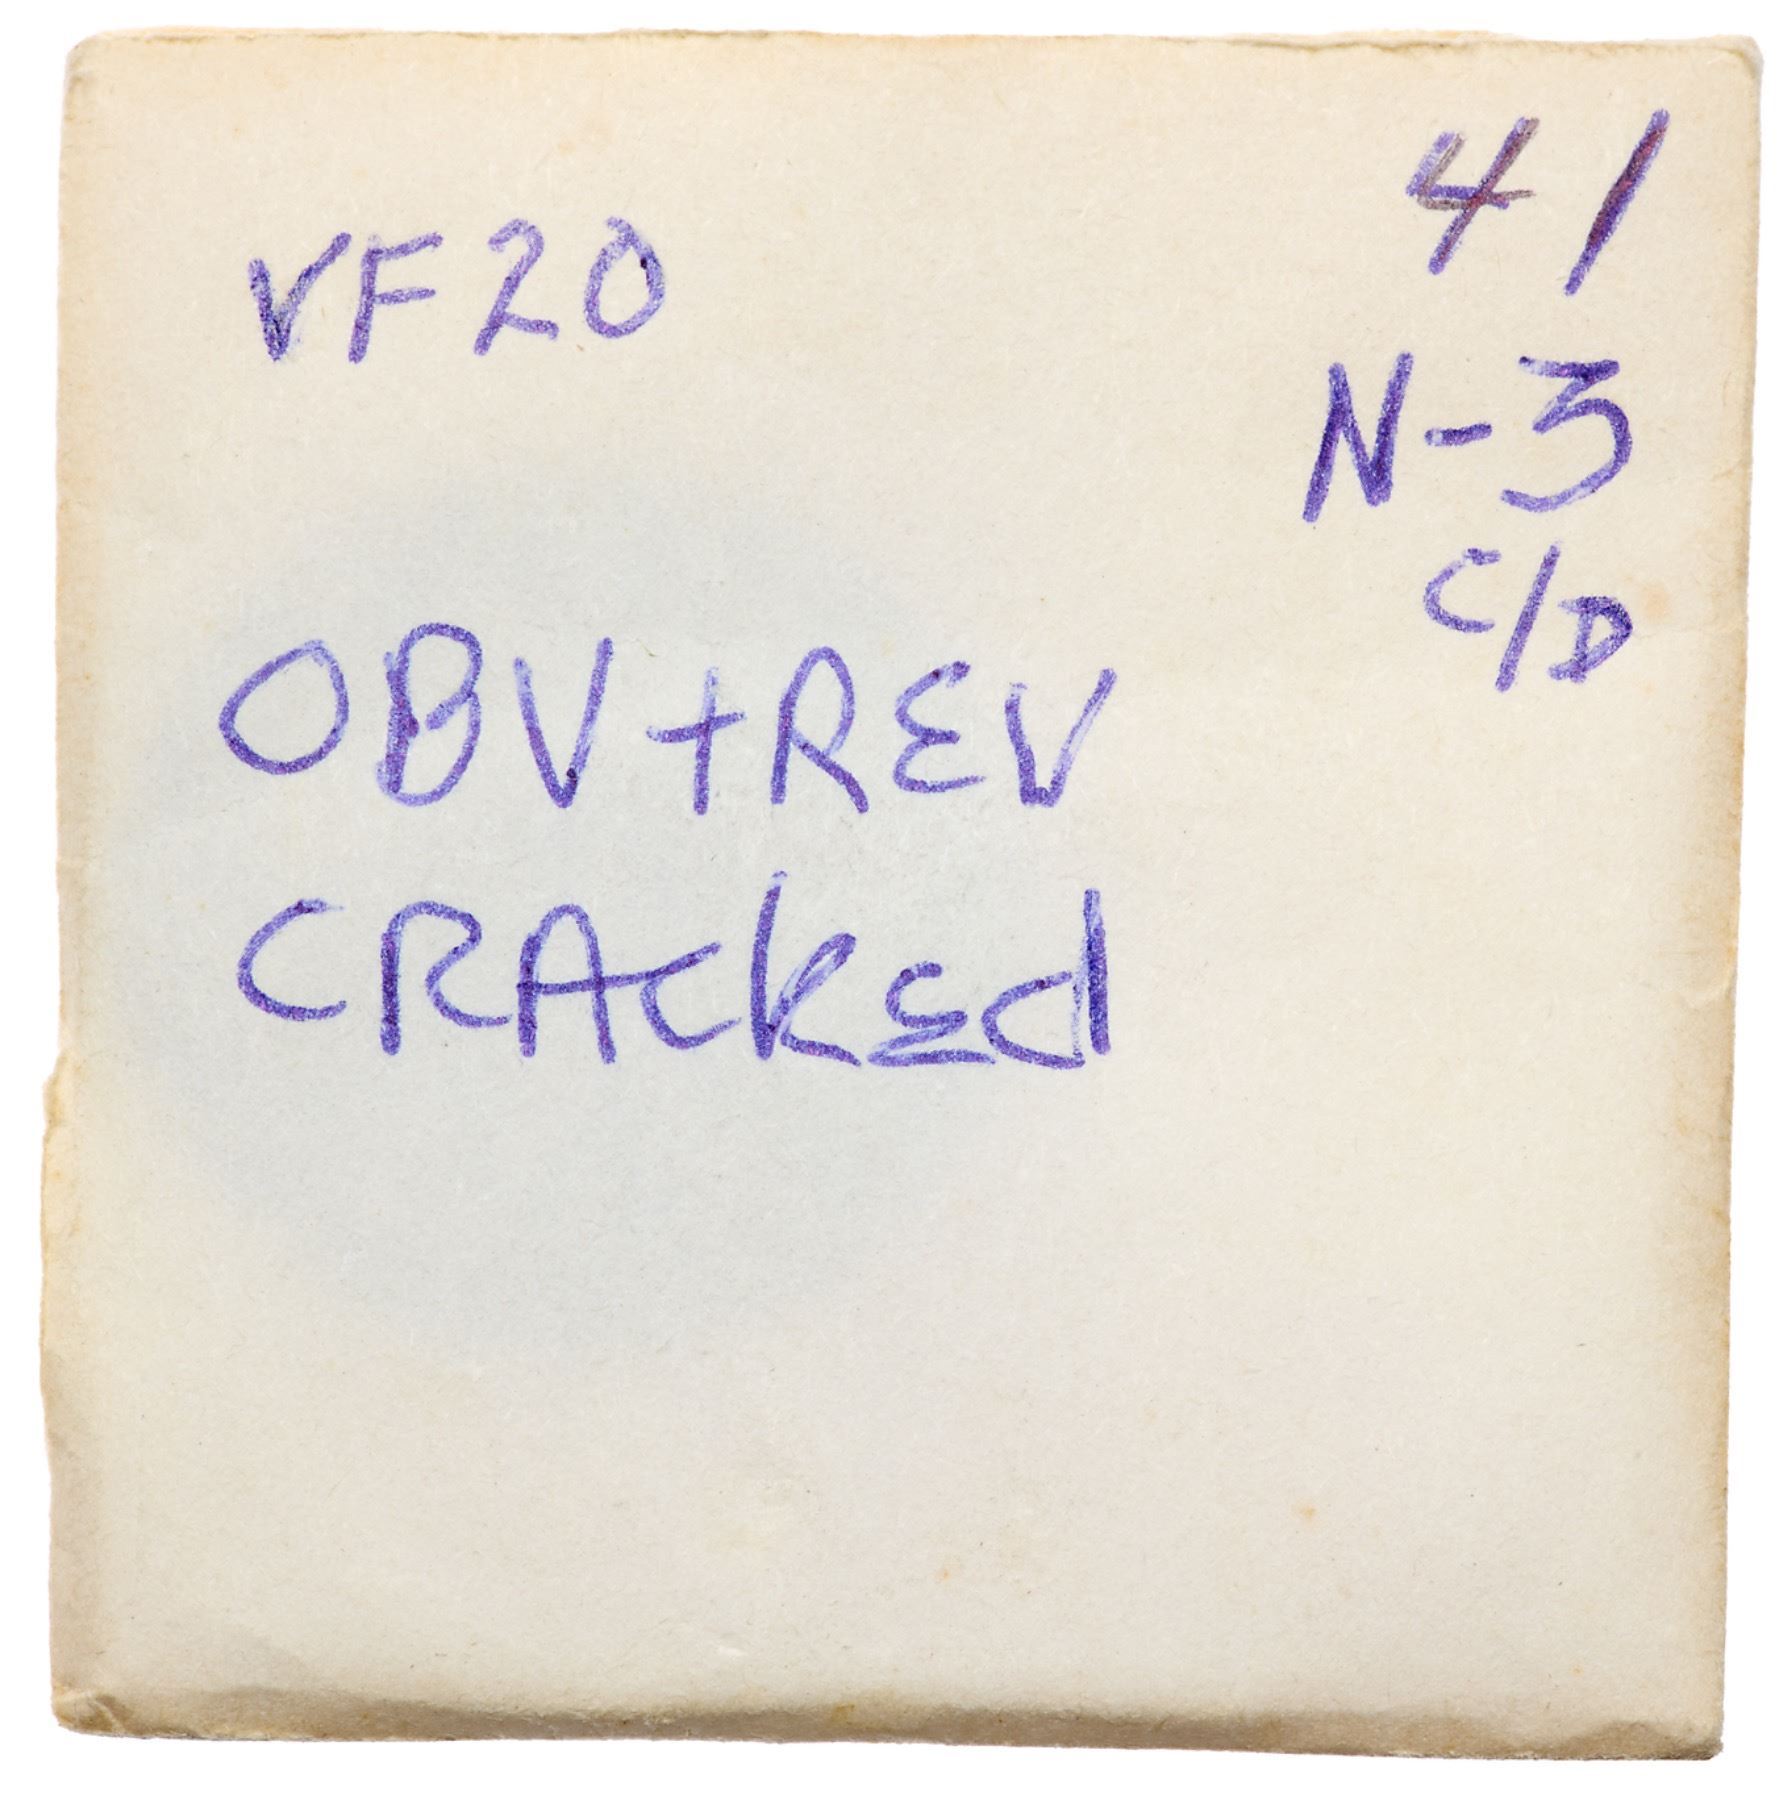 41
VF20
N-3
C/D
OBV+REV
CRACKEd